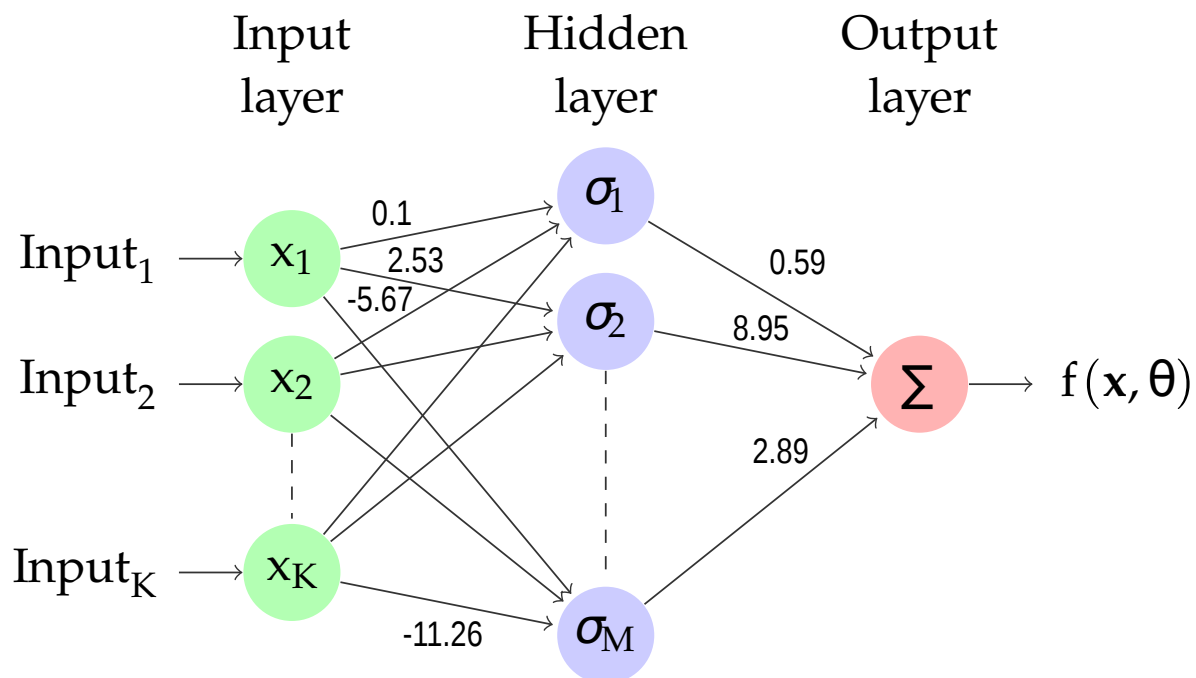 Input
layer
Hidden
layer
Output
layer
σ1
0.1
Input1
x1
2.53
0.59
-5.67
σ2
8.95
Input2
x2
Σ
f(x,θ)
2.89
InputK
xK
-11.26
σM